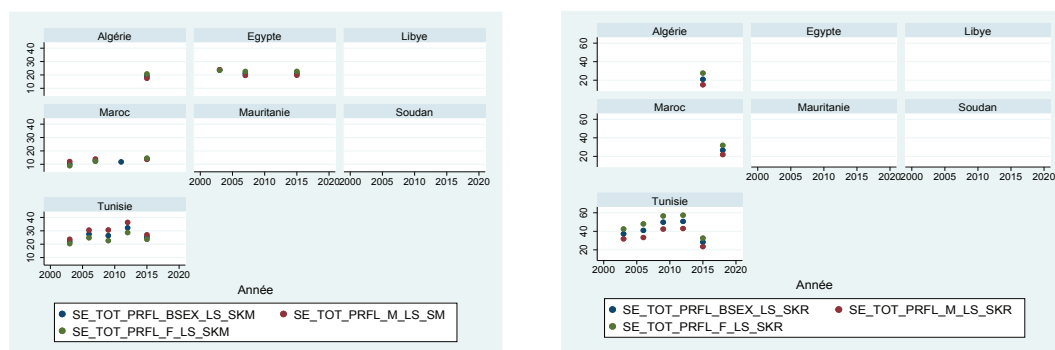 Algérie Egypte Libye
10 20 30 40
Maroc Mauritanie Soudan
10 20 30 40
2000 2005 2010 2015 2020 2000 2005 2010 2015 2020
Tunisie
10 20 30 40
2000 2005 2010 2015 2020
Année
SE_TOT_PRFL_BSEX_LS_SKM SE_TOT_PRFL_M_LS_SM
SE_TOT_PRFL_F_LS_SKM
Algérie Egypte Libye
20 40 60
Maroc Mauritanie Soudan
20 40 60
2000 2005 2010 2015 2020 2000 2005 2010 2015 2020
Tunisie
20 40 60
2000 2005 2010 2015 2020
Année
SE_TOT_PRFL_BSEX_LS_SKR SE_TOT_PRFL_M_LS_SKR
SE_TOT_PRFL_F_LS_SKR